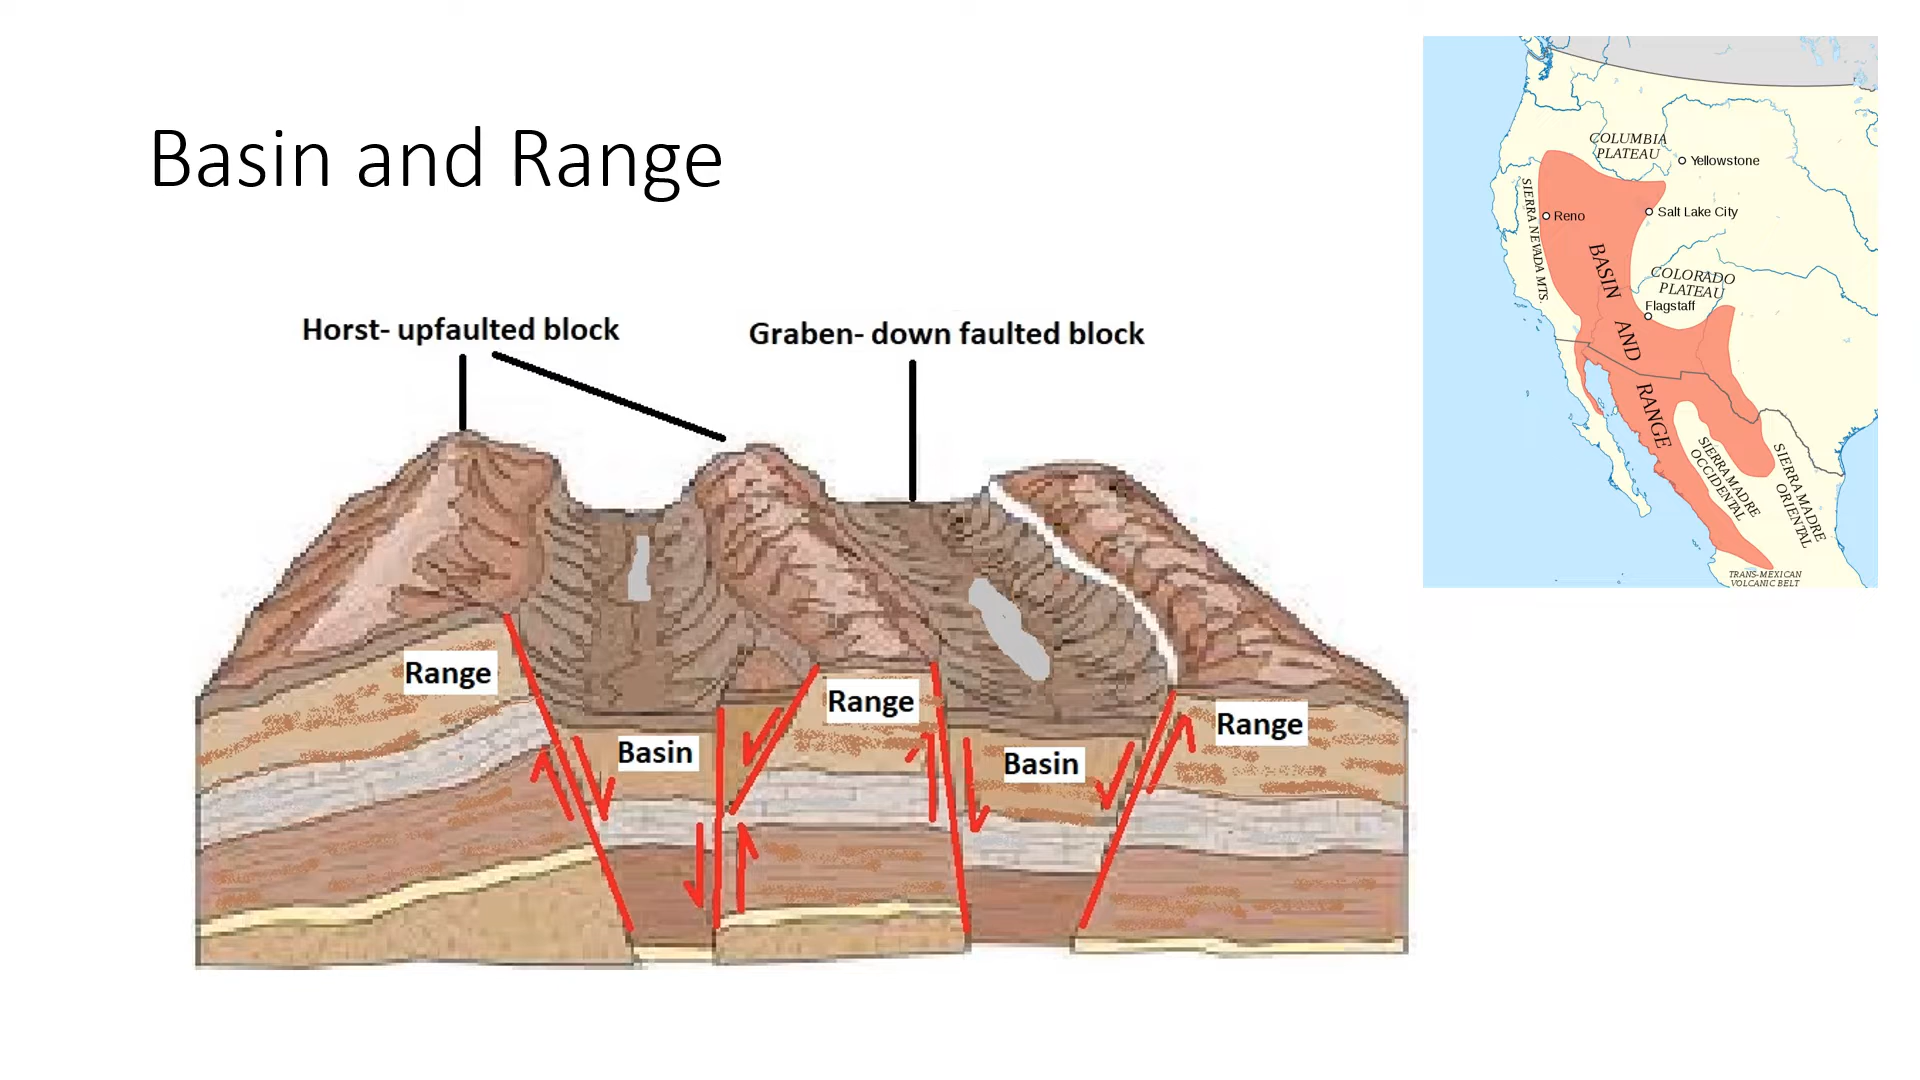 Basin and Range
Horst- upfaulted block
Graben- down faulted block
Range
Basin
Range
Basin
Range
COLUMBIA
PLATEAU
Yellowstone
SIERRA NEVADA MTS.
Reno
Salt Lake City
BASIN
AND
RANGE
COLORADO
PLATEAU
Flagstaff
SIERRA MADRE
OCCIDENTAL
SIERRA MADRE
ORIENTAL
TRANS-MEXICAN
VOLCANIC BELT